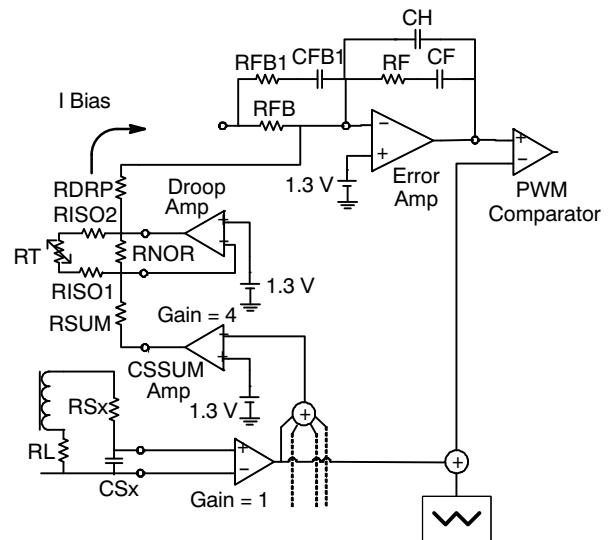 CH
RFB1 CFB1
RF CF
I Bias
RFB
−
+
+
−
1.3 V
Error
Amp
PWM
Comparator
RDRP
Droop
Amp
RISO2
RT
RNOR
RISO1
1.3 V
RSUM
Gain = 4
CSSUM
Amp
1.3 V
RSx
+
RL
+
−
+
CSx
Gain = 1